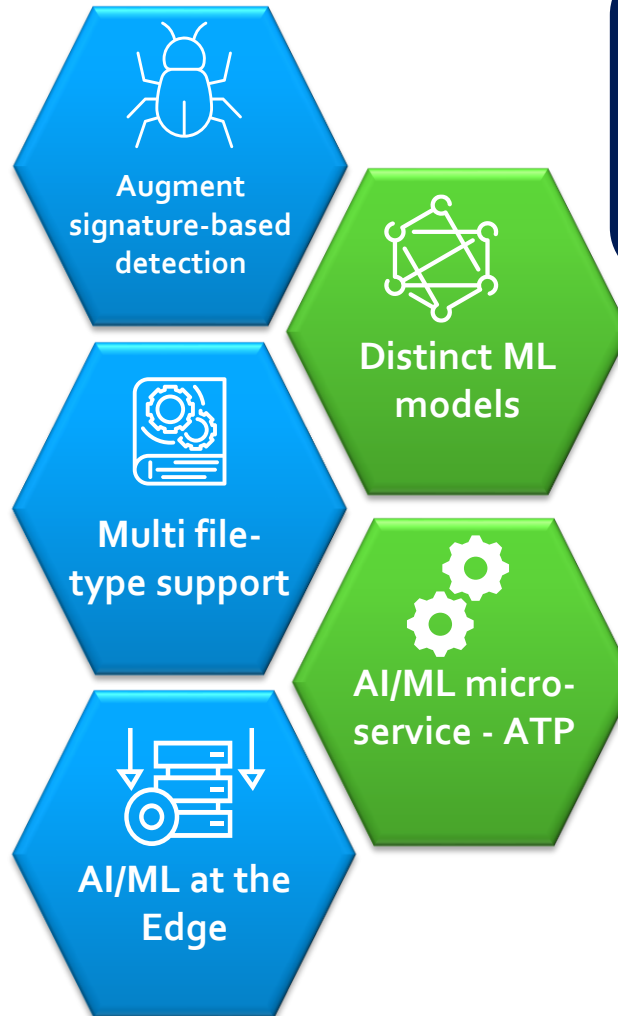 Augment
signature-based
detection
Distinct ML
models
Multi file-
type support
AI/ML micro-
service - ATP
AI/ML at the
Edge